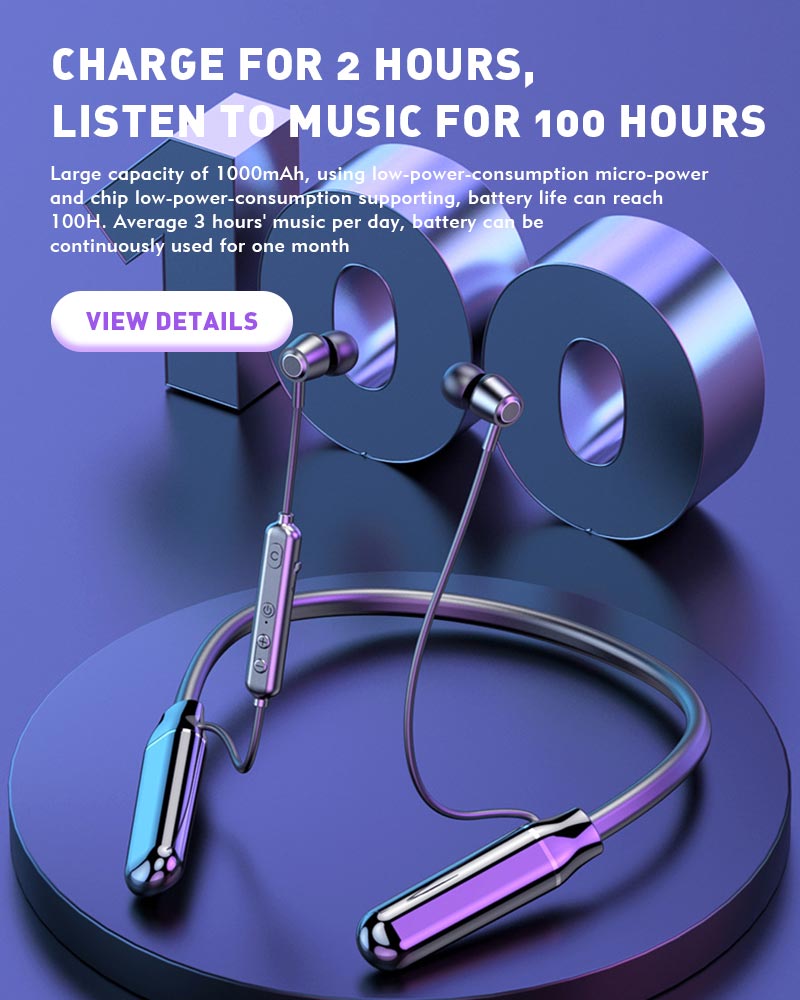 CHARGE FOR 2 HOURS,
LISTEN TO MUSIC FOR 100 HOURS
Large capacity of 1000mAh, using low-power-consumption micro-power
and chip low-power-consumption supporting, battery life can reach
100H. Average 3 hours' music per day, battery can be
continuously used for one month
VIEW DETAILS
100